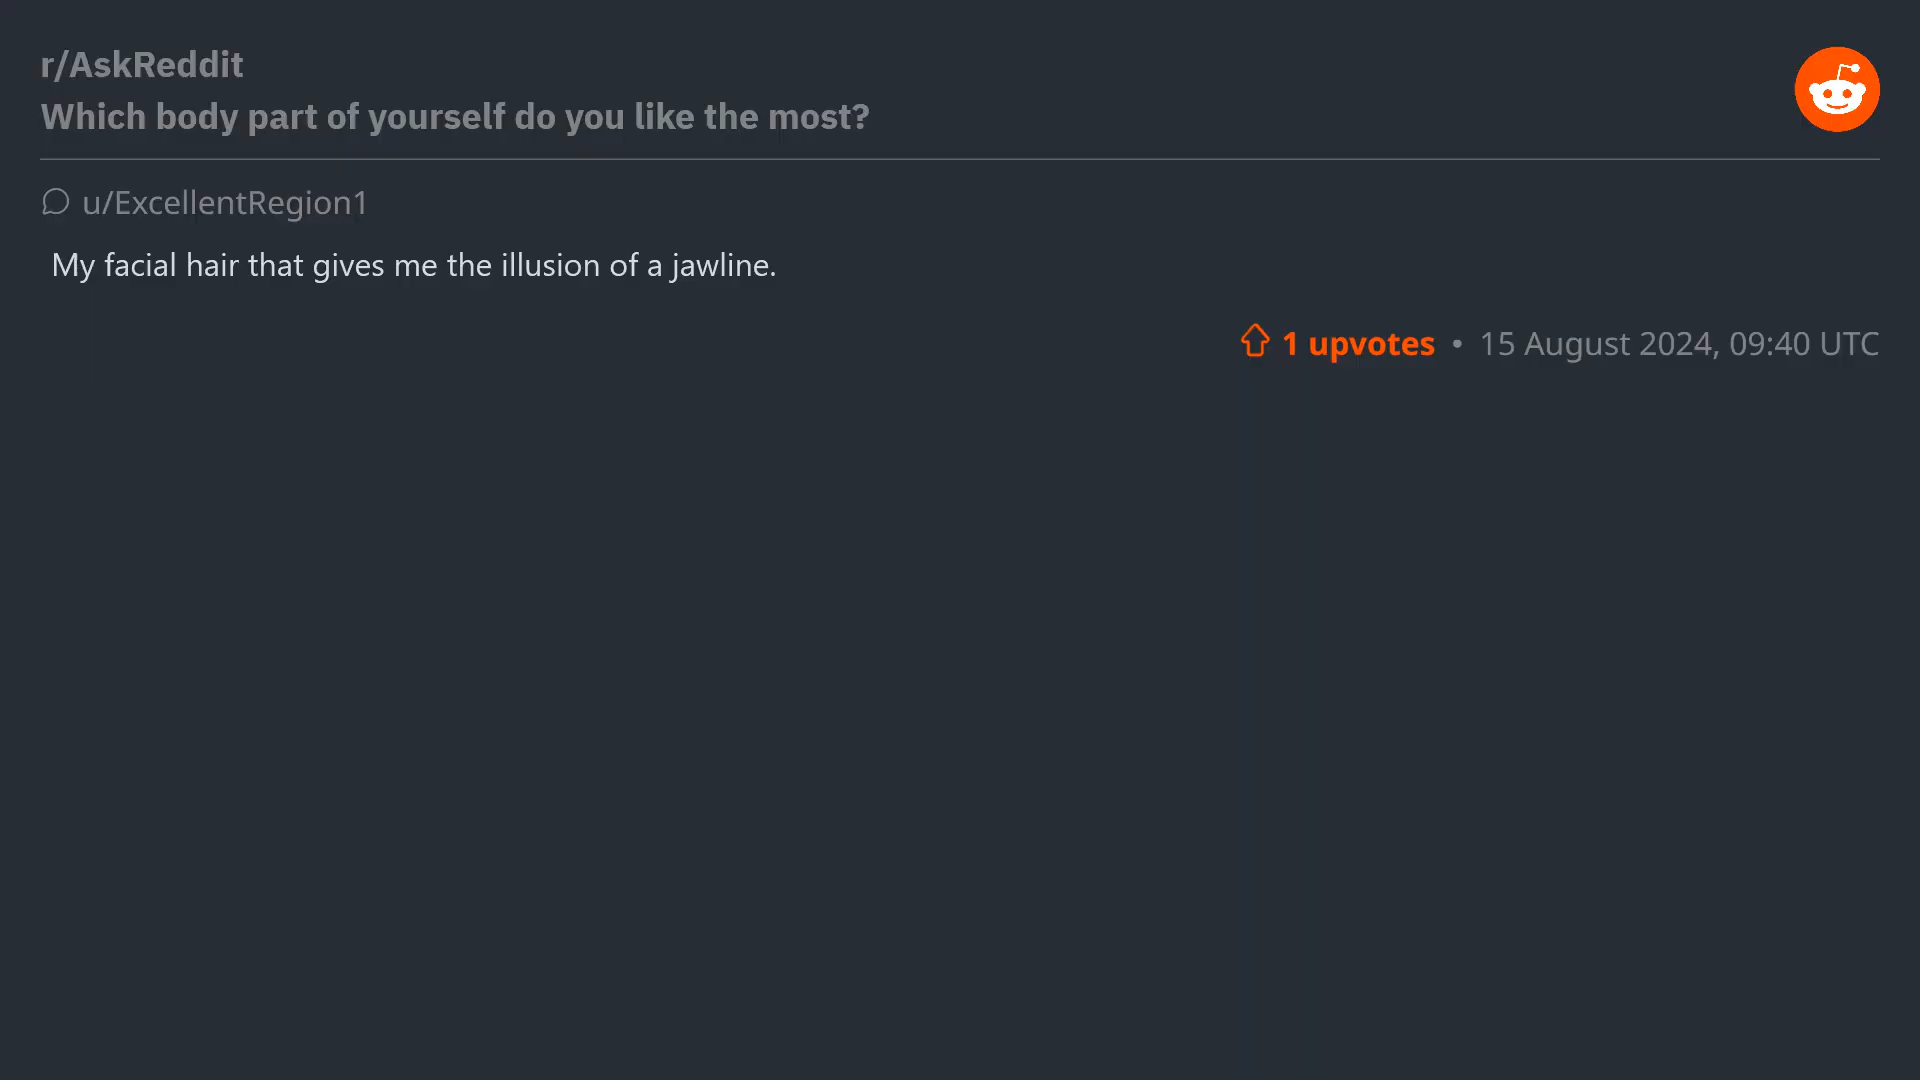 r/AskReddit
Which body part of yourself do you like the most?
u/ExcellentRegion1
My facial hair that gives me the illusion of a jawline.
1 upvotes • 15 August 2024, 09:40 UTC